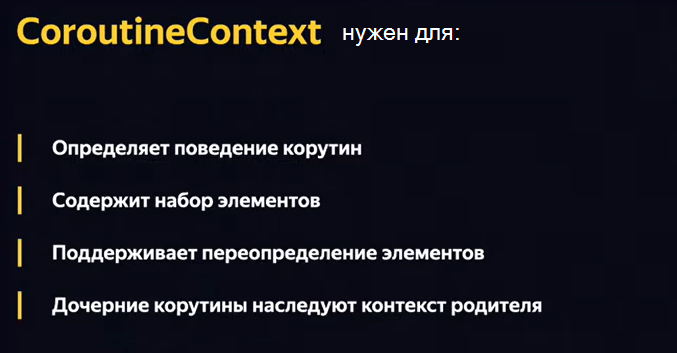 CoroutineContext нужен для:
Определяет поведение корутин
Содержит набор элементов
Поддерживает переопределение элементов
Дочерние корутины наследуют контекст родителя